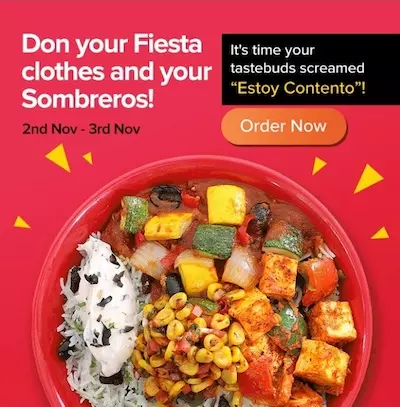 Don your Fiesta
clothes and your
Sombreros!
2nd Nov - 3rd Nov
It's time your
tastebuds screamed
“Estoy Contento”!
Order Now